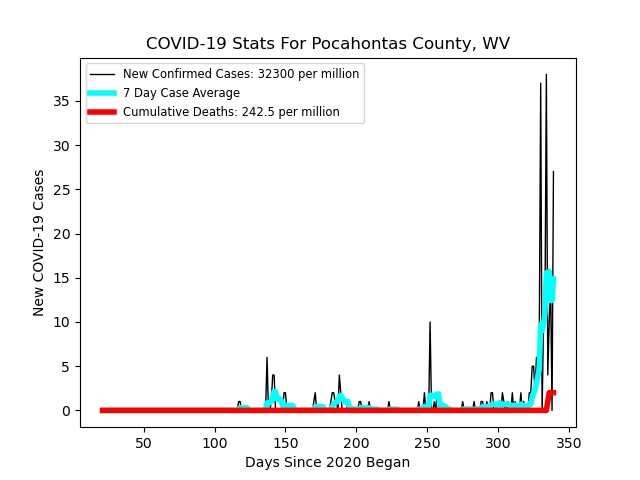 COVID-19 Stats For Pocahontas County, WV
New Confirmed Cases: 32300 per million
7 Day Case Average
Cumulative Deaths: 242.5 per million
New COVID-19 Cases
35
30
25
20
15
10
5
0
50 100 150 200 250 300 350
Days Since 2020 Began